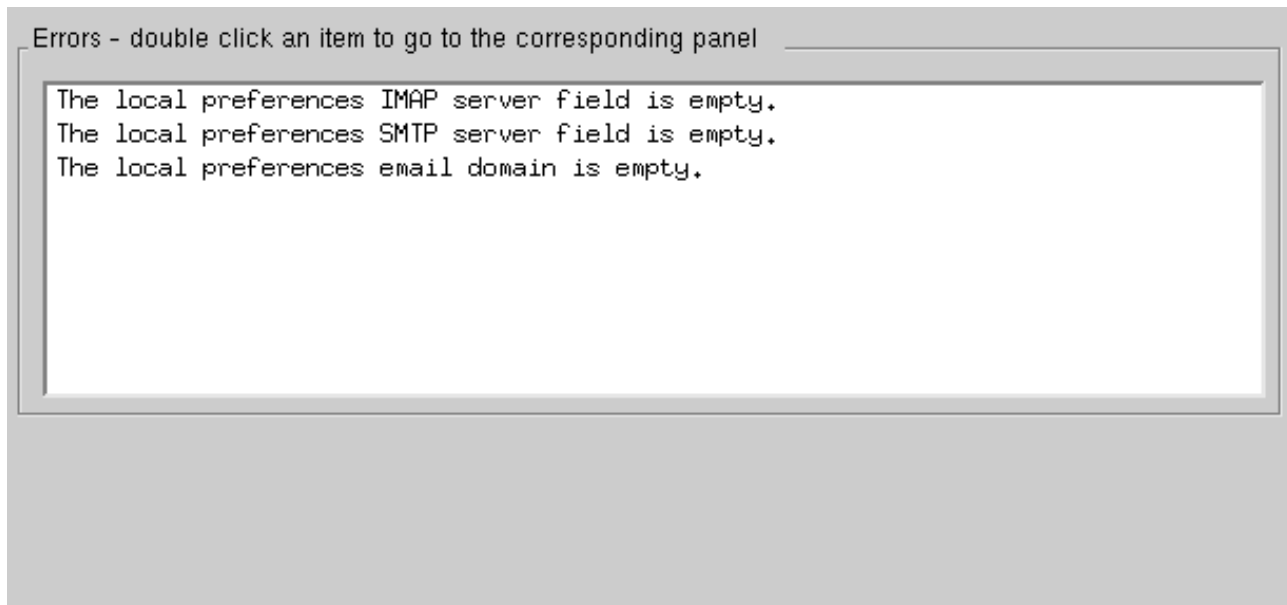 Errors - double click an item to go to the corresponding panel
The local preferences IMAP server field is empty.
The local preferences SMTP server field is empty.
The local preferences email domain is empty.